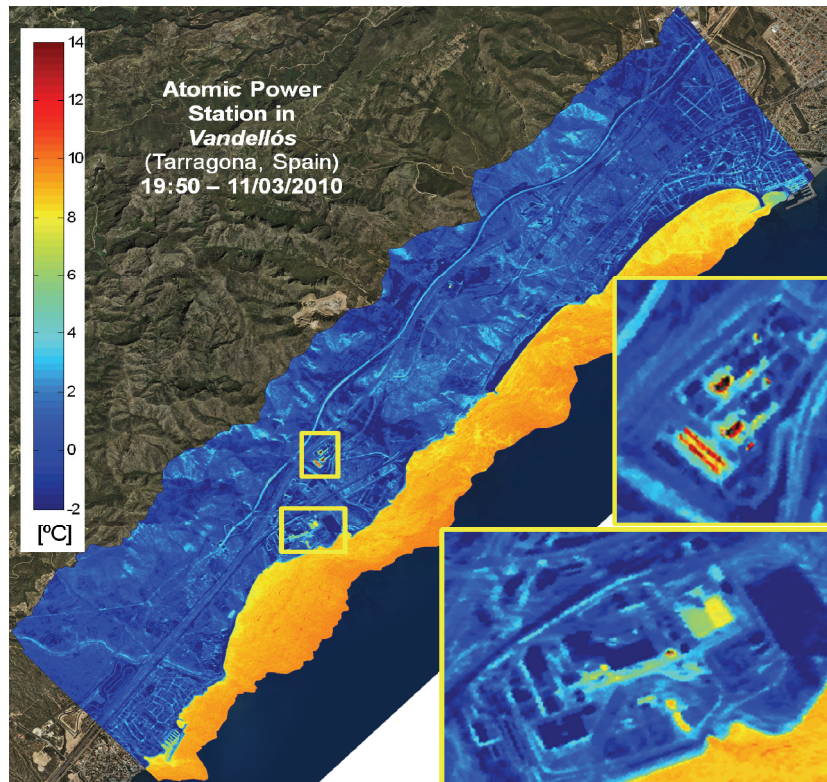 14
12
10
8
6
4
2
0
-2
[ºC]
Atomic Power
Station in
Vandellós
(Tarragona, Spain)
19:50 – 11/03/2010